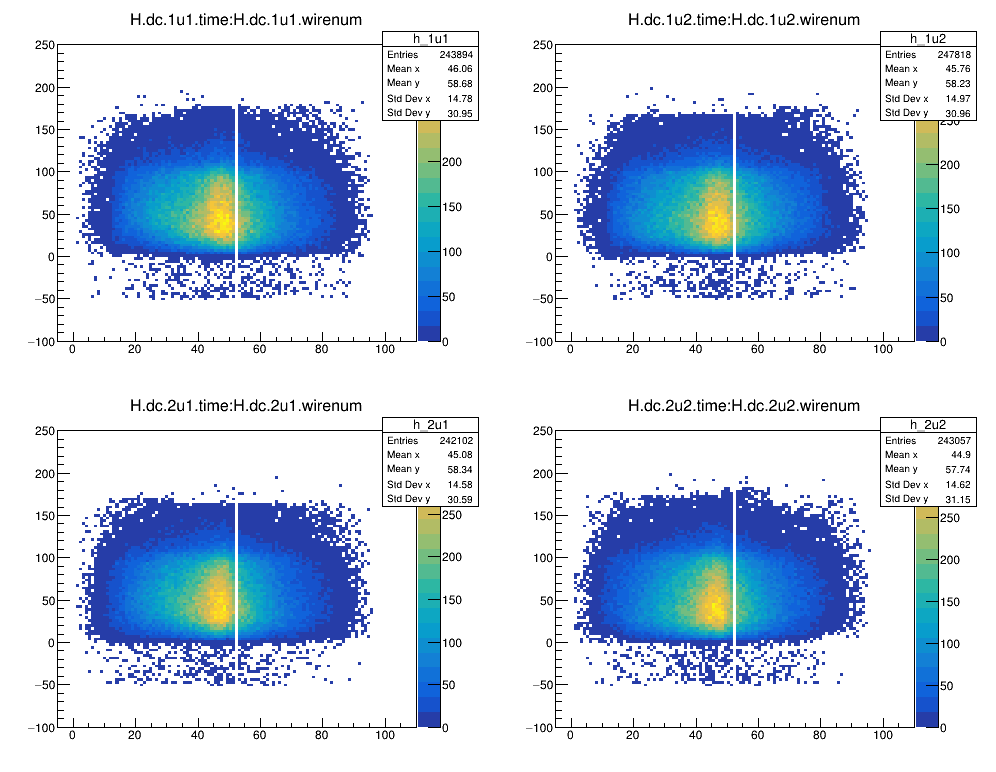 H.dc.1u1.time:H.dc.1u1.wirenum
h_1u1
Entries 243894
Mean x 46.06
Mean y 58.68
Std Dev x 14.78
Std Dev y 30.95
250
200
150
100
50
0
−50
−100
0 20 40 60 80 100
200
150
100
50
0
H.dc.1u2.time:H.dc.1u2.wirenum
h_1u2
Entries 247818
Mean x 45.76
Mean y 58.23
Std Dev x 14.97
Std Dev y 30.96
250
200
150
100
50
0
−50
−100
0 20 40 60 80 100
250
200
150
100
50
0
H.dc.2u1.time:H.dc.2u1.wirenum
h_2u1
Entries 242102
Mean x 45.08
Mean y 58.34
Std Dev x 14.58
Std Dev y 30.59
250
200
150
100
50
0
−50
−100
0 20 40 60 80 100
250
200
150
100
50
0
H.dc.2u2.time:H.dc.2u2.wirenum
h_2u2
Entries 243057
Mean x 44.9
Mean y 57.74
Std Dev x 14.62
Std Dev y 31.15
250
200
150
100
50
0
−50
−100
0 20 40 60 80 100
250
200
150
100
50
0